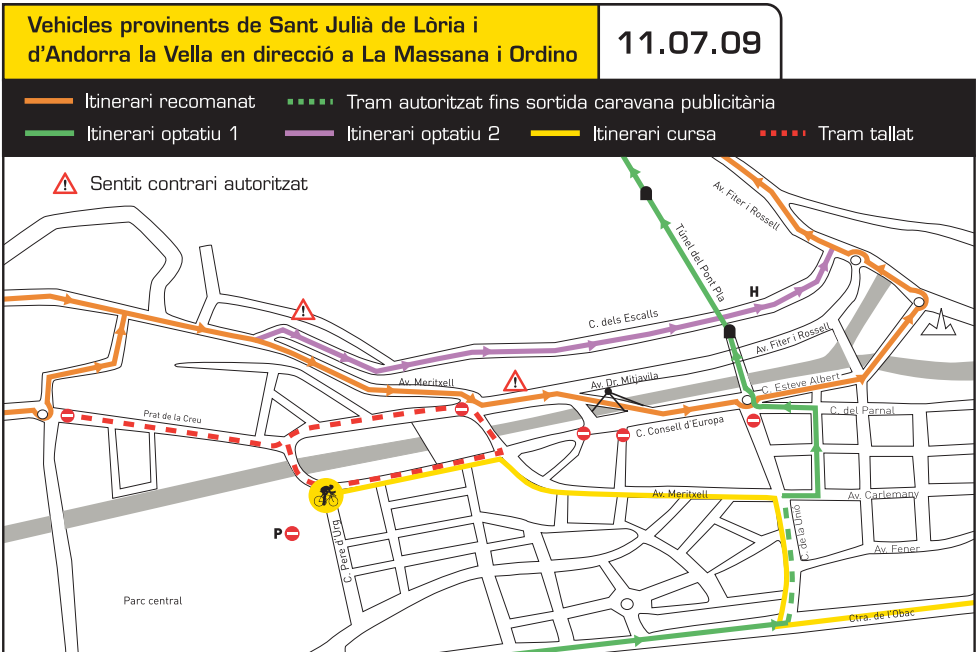 Vehicles provinents de Sant Julià de Lòria i
d'Andorra la Vella en direcció a La Massana i Ordino
11.07.09
Itinerari recomanat
Tram autoritzat fins sortida caravana publicitària
Itinerari optatiu 1
Itinerari optatiu 2
Itinerari cursa
Tram tallat
Sentit contrari autoritzat
Av. Fiter i Rossell
Túnel del Pont Pla
H
C. dels Escalls
Av. Fiter i Rossell
Av. Meritxell
Av. Dr. Mitjavila
C. Esteve Albert
Prat de la Creu
C. del Parnal
C. Consell d'Europa
Av. Meritxell
Av. Carlemany
C. de la Unió
P
C. Pere d'Urg
Av. Fener
Parc central
Ctra. de l'Obac